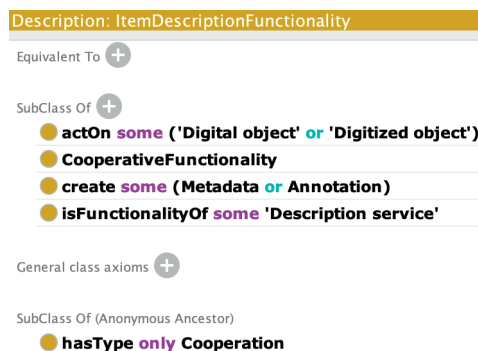 Description: ItemDescriptionFunctionality
Equivalent To +
SubClass Of +
actOn some ('Digital object' or 'Digitized object')
CooperativeFunctionality
create some (Metadata or Annotation)
isFunctionalityOf some 'Description service'
General class axioms +
SubClass Of (Anonymous Ancestor)
hasType only Cooperation